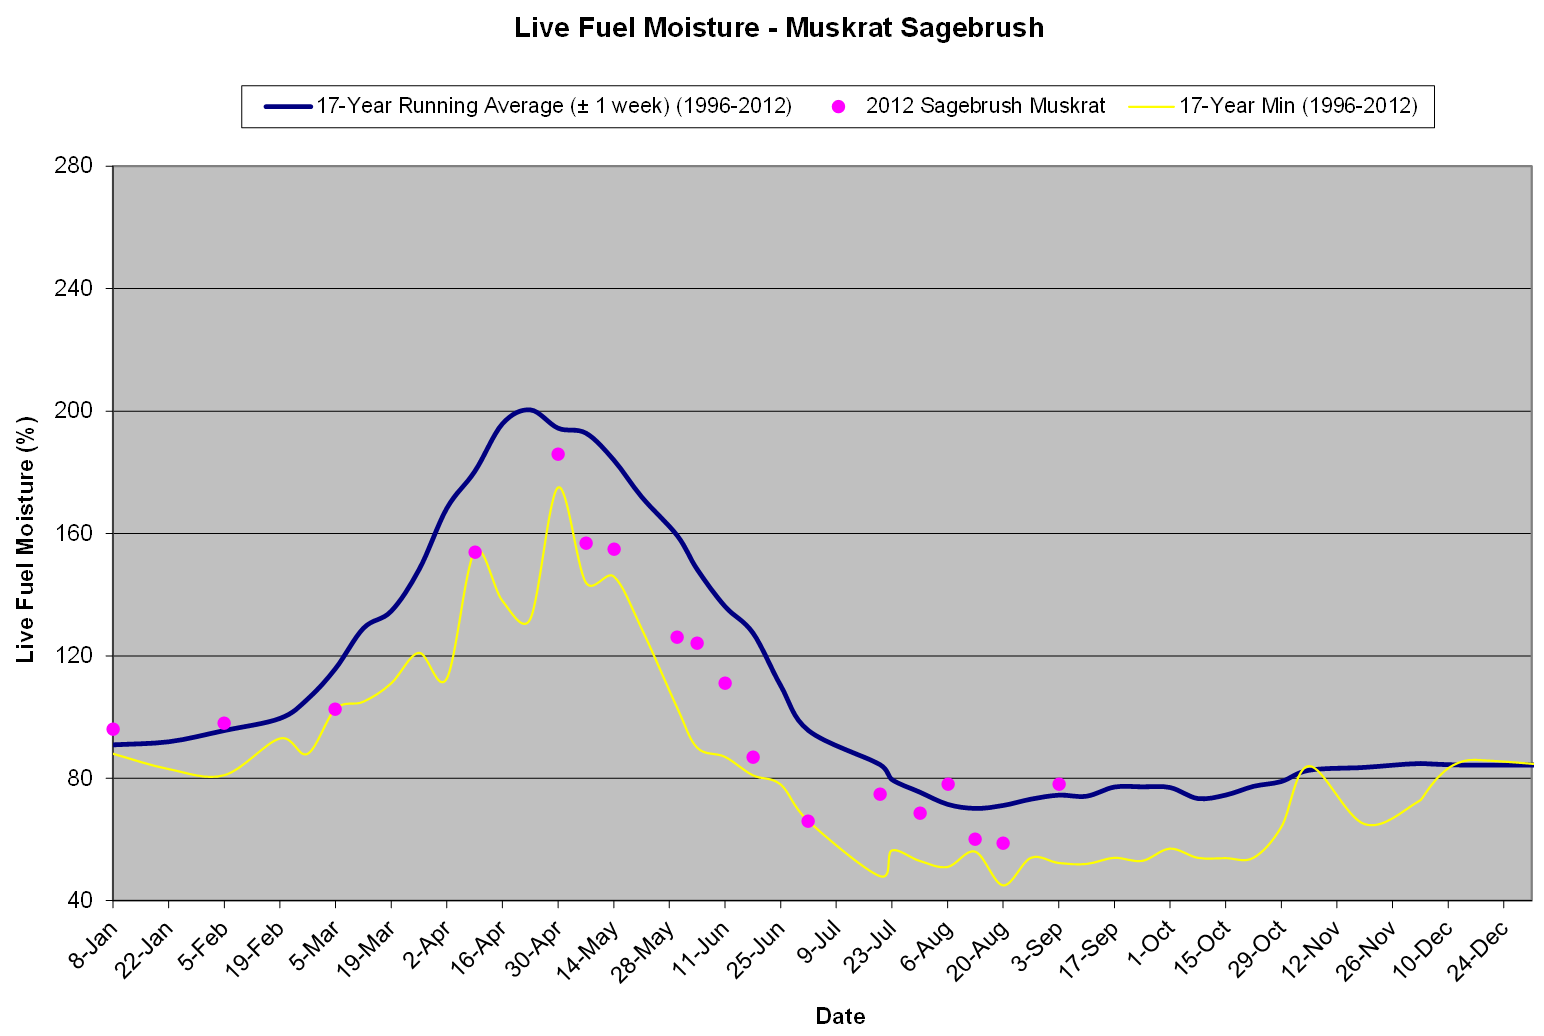 Live Fuel Moisture - Muskrat Sagebrush
17-Year Running Average (± 1 week) (1996-2012)
2012 Sagebrush Muskrat
17-Year Min (1996-2012)
Live Fuel Moisture (%)
280
240
200
160
120
80
40
8-Jan
22-Jan
5-Feb
19-Feb
5-Mar
19-Mar
2-Apr
16-Apr
30-Apr
14-May
28-May
11-Jun
25-Jun
9-Jul
23-Jul
6-Aug
20-Aug
3-Sep
17-Sep
1-Oct
15-Oct
29-Oct
12-Nov
26-Nov
10-Dec
24-Dec
Date